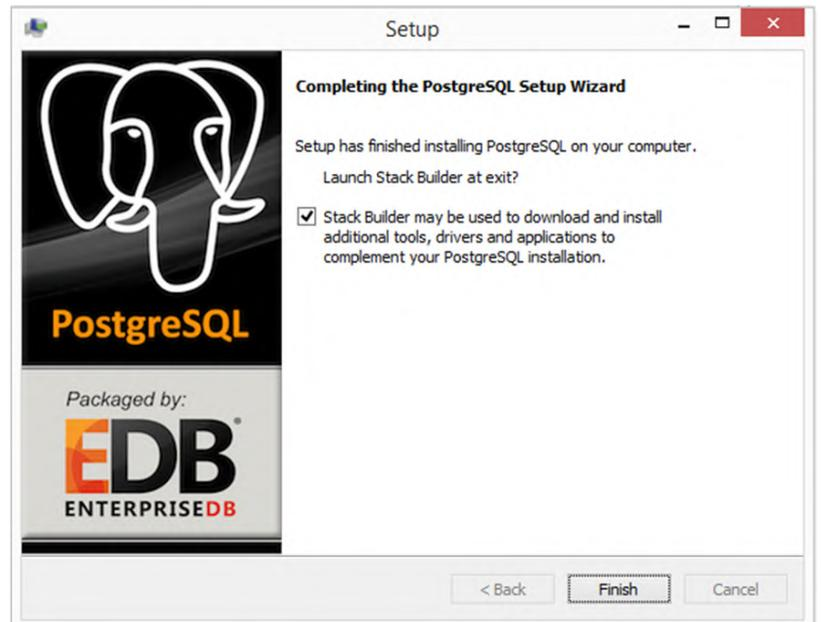 Setup
Completing the PostgreSQL Setup Wizard
Setup has finished installing PostgreSQL on your computer.
Launch Stack Builder at exit?
Stack Builder may be used to download and install
additional tools, drivers and applications to
complement your PostgreSQL installation.
PostgreSQL
Packaged by:
EDB®
ENTERPRISEDB
< Back
Finish
Cancel